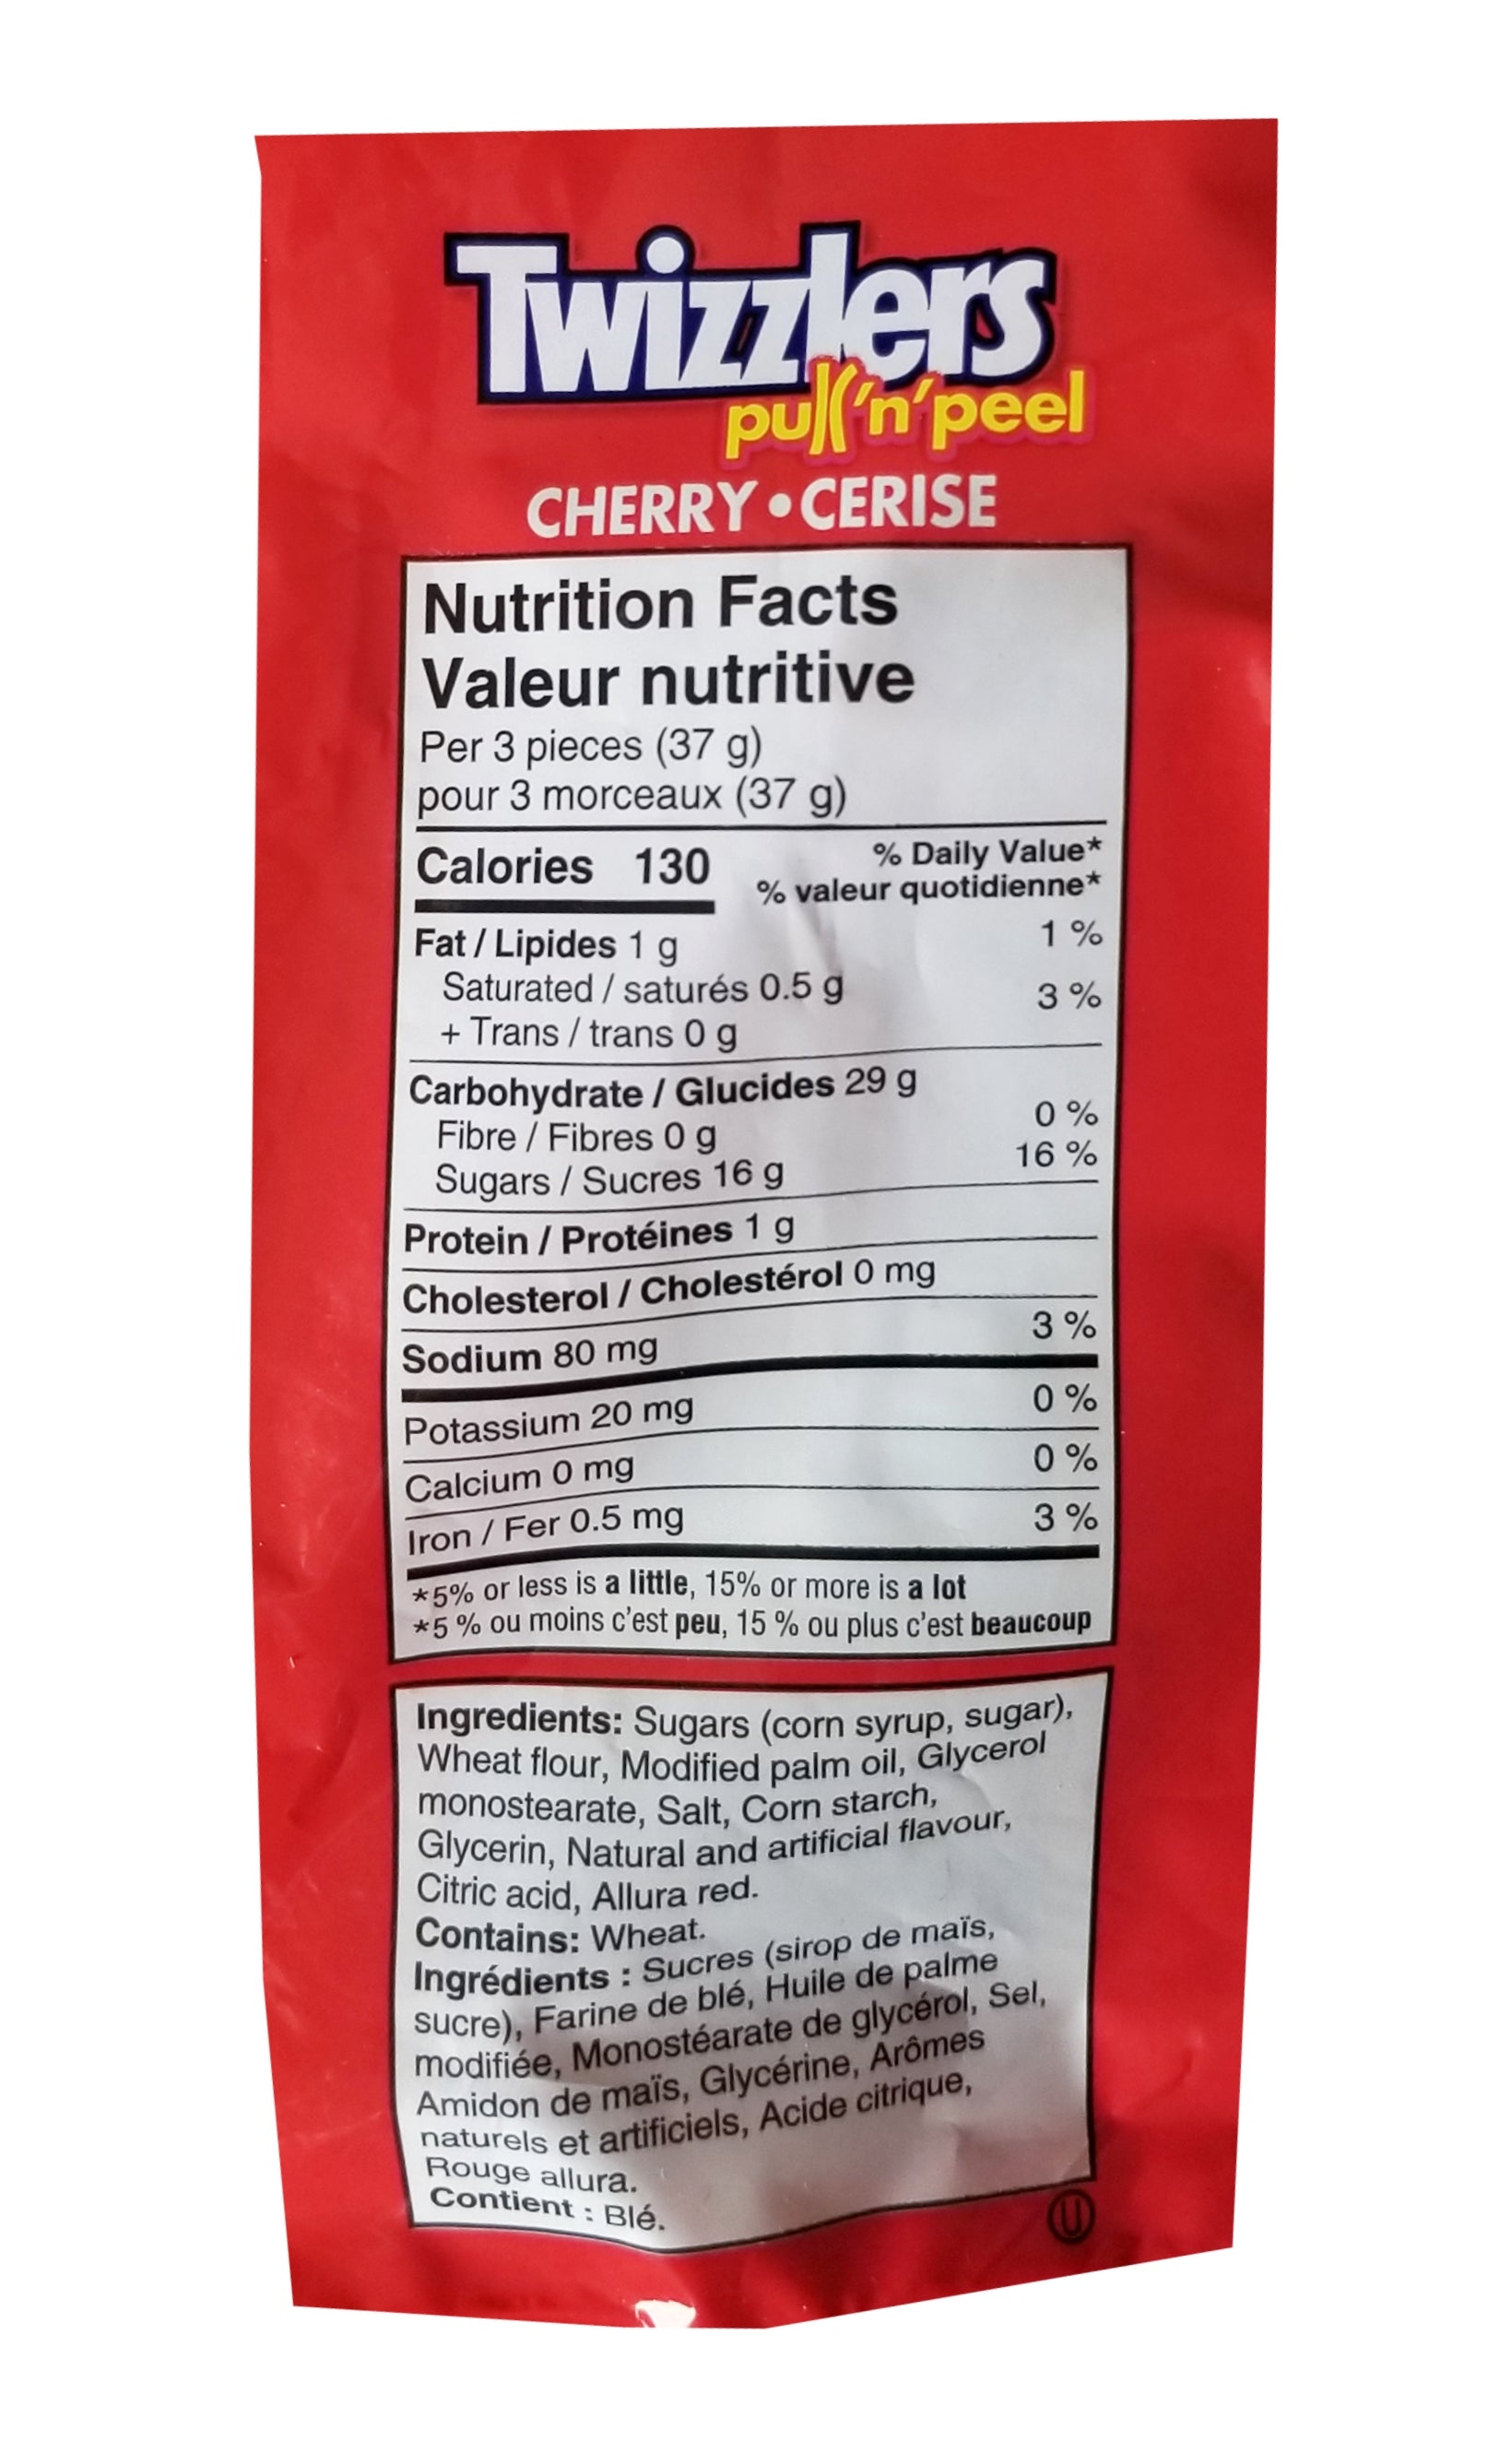 Twizzlers
pull'n'peel
CHERRY • CERISE
Nutrition Facts
Valeur nutritive
Per 3 pieces (37 g)
pour 3 morceaux (37 g)
Calories 130
% Daily Value*
% valeur quotidienne*
Fat / Lipides 1 g 1 %
Saturated / saturés 0.5 g 3 %
+ Trans / trans 0 g
Carbohydrate / Glucides 29 g
Fibre / Fibres 0 g 0 %
Sugars / Sucres 16 g 16 %
Protein / Protéines 1 g
Cholesterol / Cholestérol 0 mg
Sodium 80 mg 3 %
Potassium 20 mg 0 %
Calcium 0 mg 0 %
Iron / Fer 0.5 mg 3 %
*5% or less is a little, 15% or more is a lot
*5 % ou moins c'est peu, 15 % ou plus c'est beaucoup
Ingredients: Sugars (corn syrup, sugar),
Wheat flour, Modified palm oil, Glycerol
monostearate, Salt, Corn starch,
Glycerin, Natural and artificial flavour,
Citric acid, Allura red.
Contains: Wheat.
Ingrédients : Sucres (sirop de maïs,
sucre), Farine de blé, Huile de palme
modifiée, Monostéarate de glycérol, Sel,
Amidon de maïs, Glycérine, Arômes
naturels et artificiels, Acide citrique,
Rouge allura.
Contient : Blé.
U